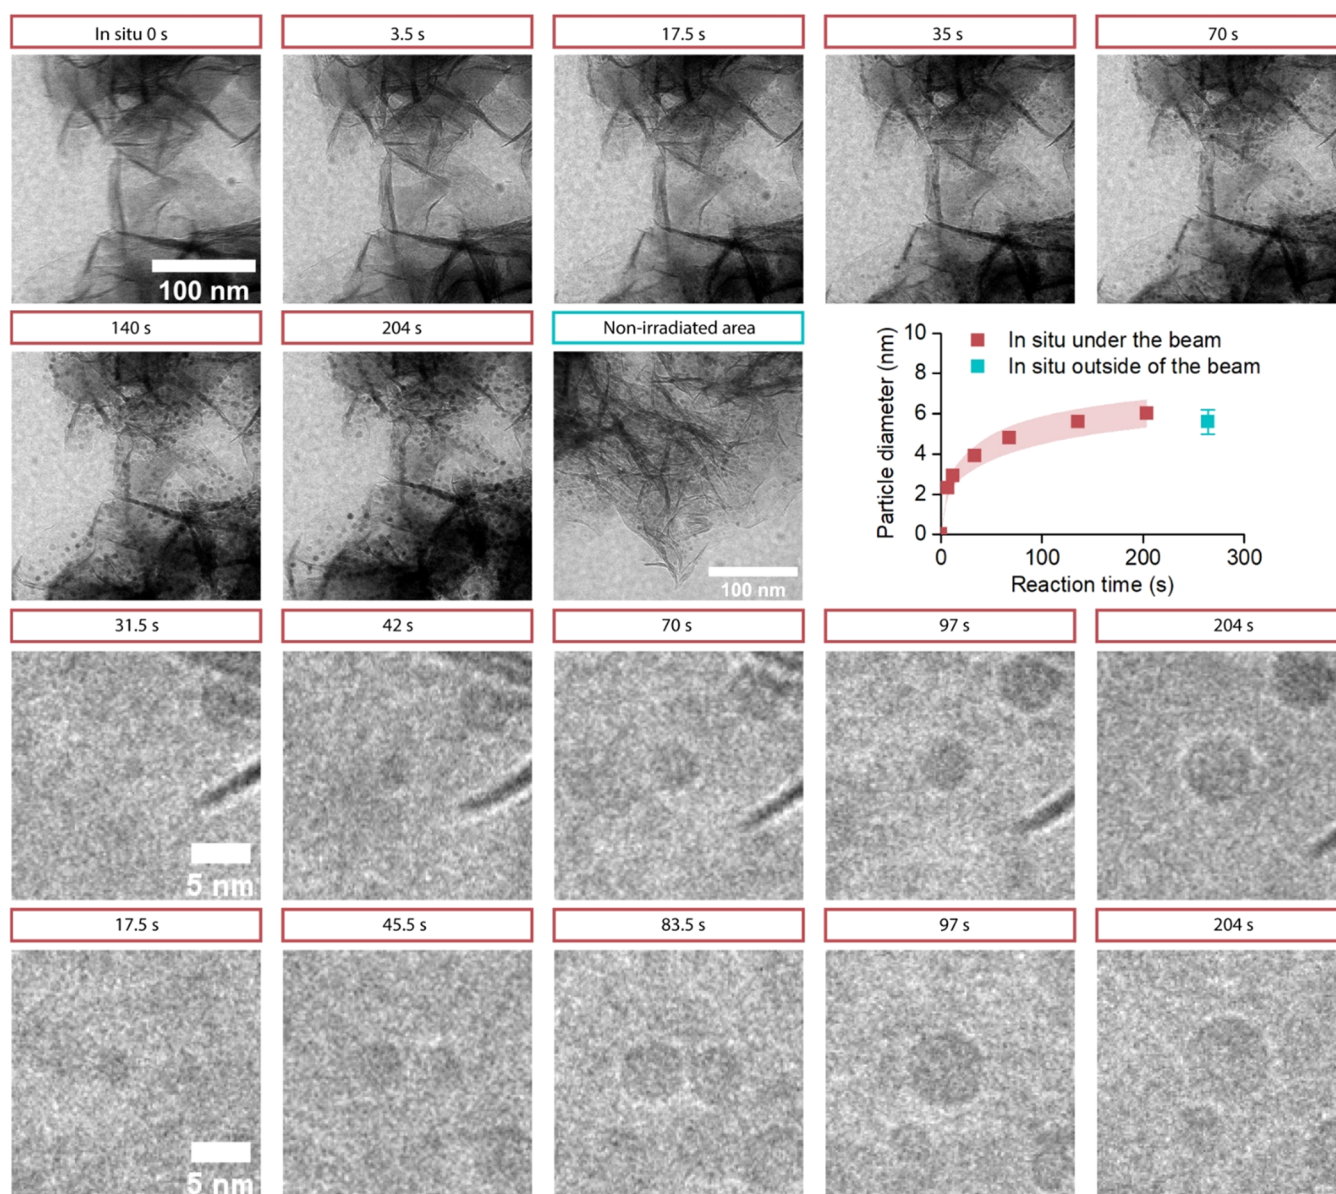 In situ 0 s
3.5 s
17.5 s
35 s
70 s
100 nm
140 s
204 s
Non-irradiated area
100 nm
10
8
6
4
2
0
Particle diameter (nm)
In situ under the beam
In situ outside of the beam
0
100
200
300
Reaction time (s)
31.5 s
42 s
70 s
97 s
204 s
5 nm
17.5 s
45.5 s
83.5 s
97 s
204 s
5 nm